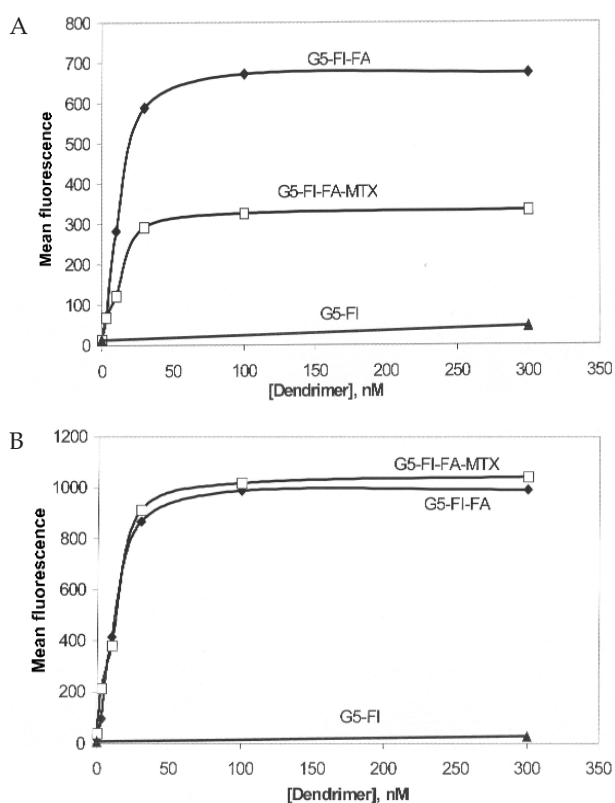 A
800
700
600
500
400
300
200
100
0
Mean fluorescence
G5-FI-FA
G5-FI-FA-MTX
G5-FI
0 50 100 150 200 250 300 350
[Dendrimer], nM
B
1200
1000
800
600
400
200
0
Mean fluorescence
G5-FI-FA-MTX
G5-FI-FA
G5-FI
0 50 100 150 200 250 300 350
[Dendrimer], nM